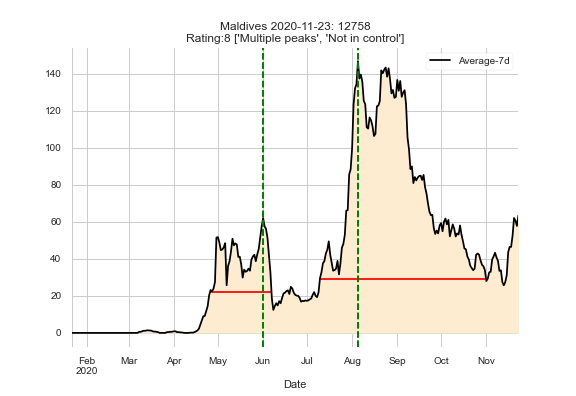 Maldives 2020-11-23: 12758
Rating:8 ['Multiple peaks', 'Not in control']
Average-7d
140
120
100
80
60
40
20
0
Feb Mar Apr May Jun Jul Aug Sep Oct Nov
2020
Date